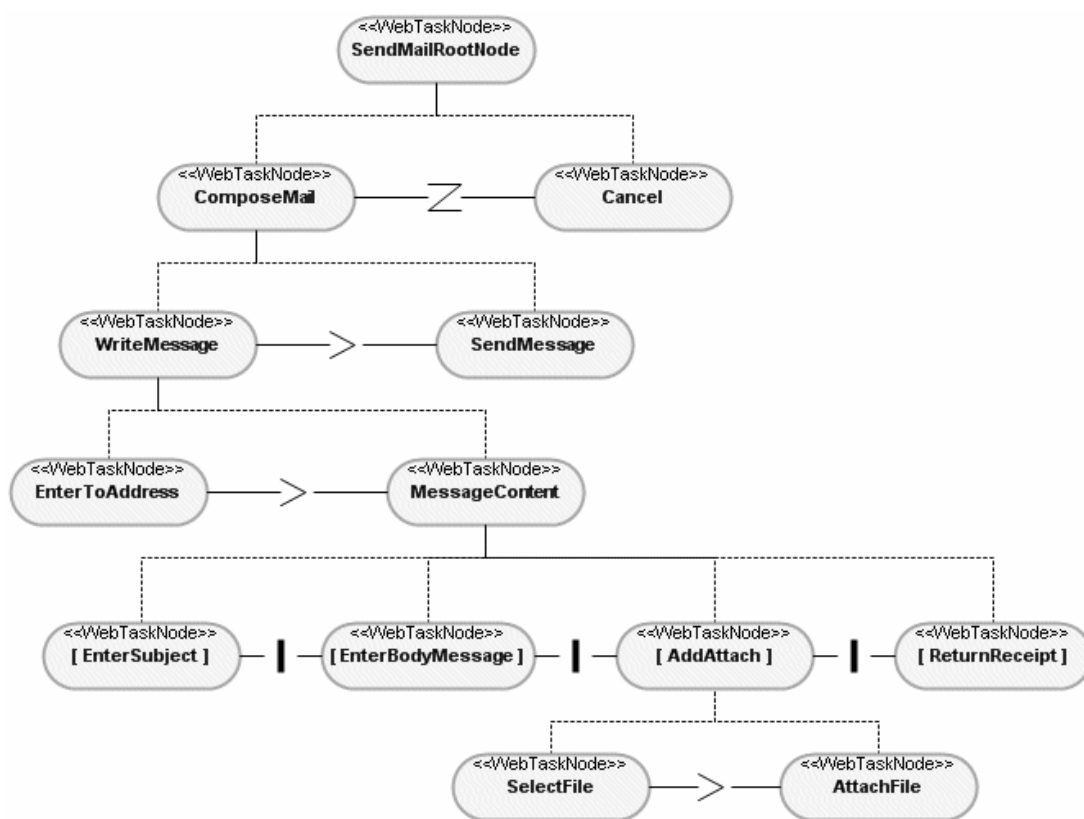 <<WebTaskNode>>
SendMailRootNode
<<WebTaskNode>>
ComposeMail
<<WebTaskNode>>
Cancel
<<WebTaskNode>>
WriteMessage
<<WebTaskNode>>
SendMessage
<<WebTaskNode>>
EnterToAddress
<<WebTaskNode>>
MessageContent
<<WebTaskNode>>
[ EnterSubject ]
<<WebTaskNode>>
[ EnterBodyMessage ]
<<WebTaskNode>>
[ AddAttach ]
<<WebTaskNode>>
[ ReturnReceipt ]
<<WebTaskNode>>
SelectFile
<<WebTaskNode>>
AttachFile